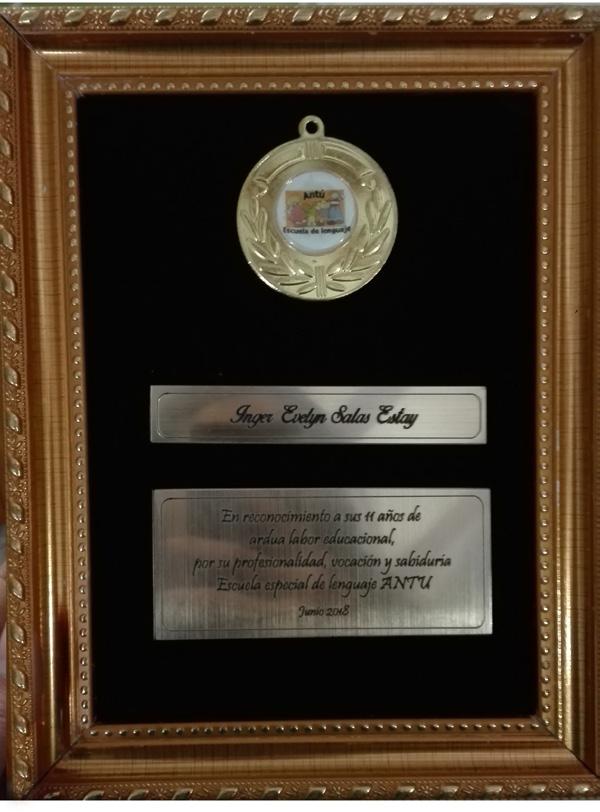 Antú
Escuela de lenguaje
Inger Evelyn Salas Estay
En reconocimiento a sus 11 años de
ardua labor educacional,
por su profesionalidad, vocación y sabiduria
Escuela especial de lenguaje ANTU
Junio 2018